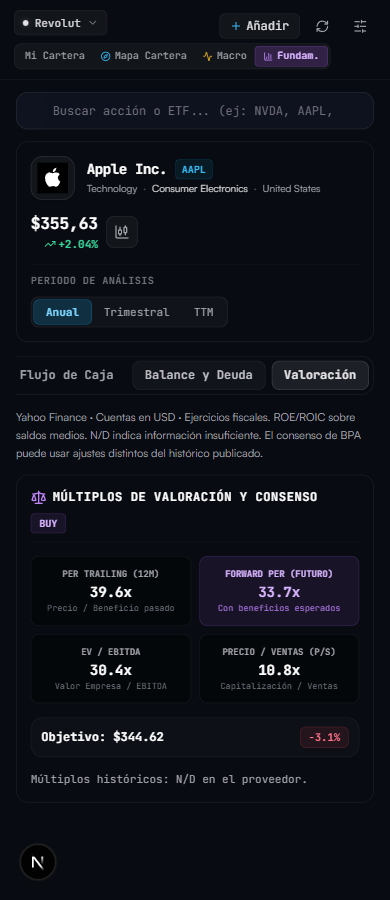 Revolut
Añadir
Mi Cartera
Mapa Cartera
Macro
Fundam.
Buscar acción o ETF... (ej: NVDA, AAPL,
Apple Inc. AAPL
Technology · Consumer Electronics · United States
$355,63
+2.04%
PERIODO DE ANÁLISIS
Anual
Trimestral
TTM
Flujo de Caja
Balance y Deuda
Valoración
Yahoo Finance · Cuentas en USD · Ejercicios fiscales. ROE/ROIC sobre
saldos medios. N/D indica información insuficiente. El consenso de BPA
puede usar ajustes distintos del histórico publicado.
MÚLTIPLOS DE VALORACIÓN Y CONSENSO
BUY
PER TRAILING (12M)
39.6x
Precio / Beneficio pasado
FORWARD PER (FUTURO)
33.7x
Con beneficios esperados
EV / EBITDA
30.4x
Valor Empresa / EBITDA
PRECIO / VENTAS (P/S)
10.8x
Capitalización / Ventas
Objetivo: $344.62
-3.1%
Múltiplos históricos: N/D en el proveedor.
N